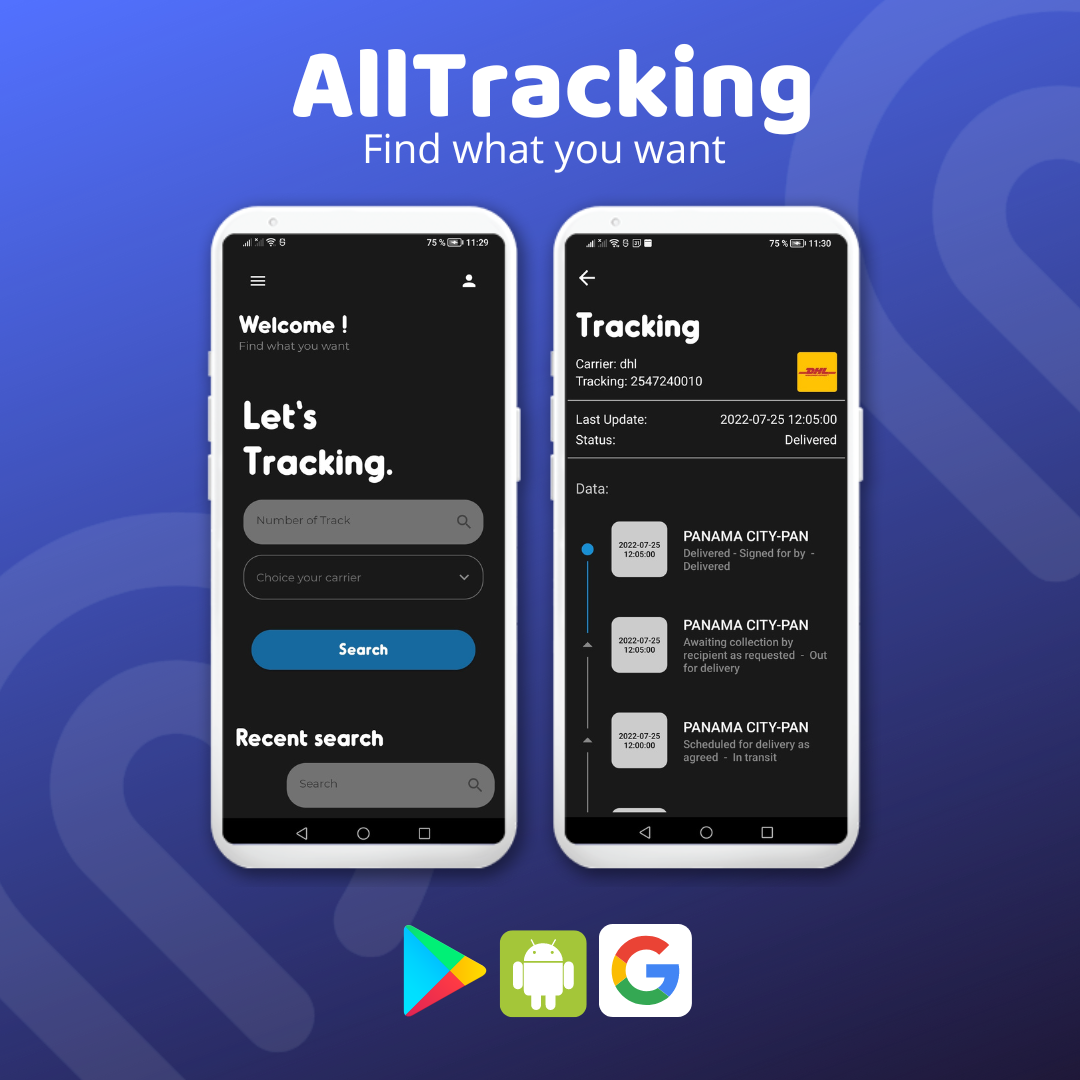 AllTracking
Find what you want
75 % 11:29
Welcome !
Find what you want
Let's
Tracking.
Number of Track
Choice your carrier
Search
Recent search
Search
31
75 % 11:30
Tracking
Carrier: dhl
Tracking: 2547240010
DHL
Last Update: 2022-07-25 12:05:00
Status: Delivered
Data:
2022-07-25
12:05:00
PANAMA CITY-PAN
Delivered - Signed for by -
Delivered
2022-07-25
12:05:00
PANAMA CITY-PAN
Awaiting collection by
recipient as requested - Out
for delivery
2022-07-25
12:00:00
PANAMA CITY-PAN
Scheduled for delivery as
agreed - In transit
G